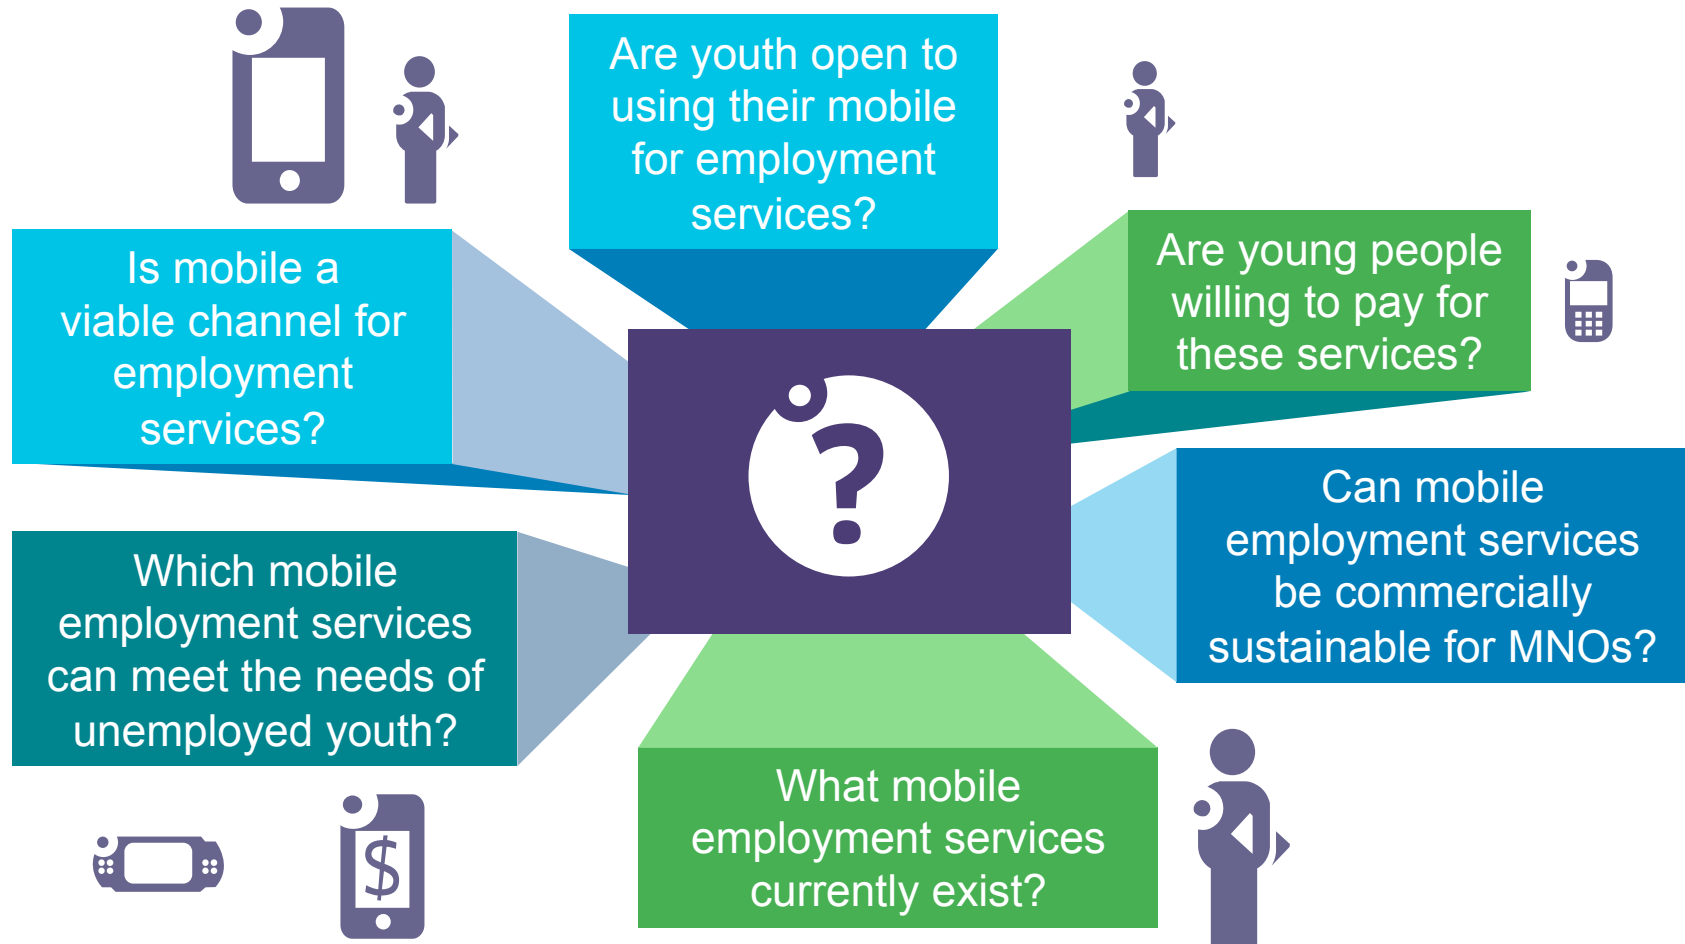 Are youth open to
using their mobile
for employment
services?
Is mobile a
viable channel for
employment
services?
Are young people
willing to pay for
these services?
?
Can mobile
employment services
be commercially
sustainable for MNOs?
Which mobile
employment services
can meet the needs of
unemployed youth?
What mobile
employment services
currently exist?
$